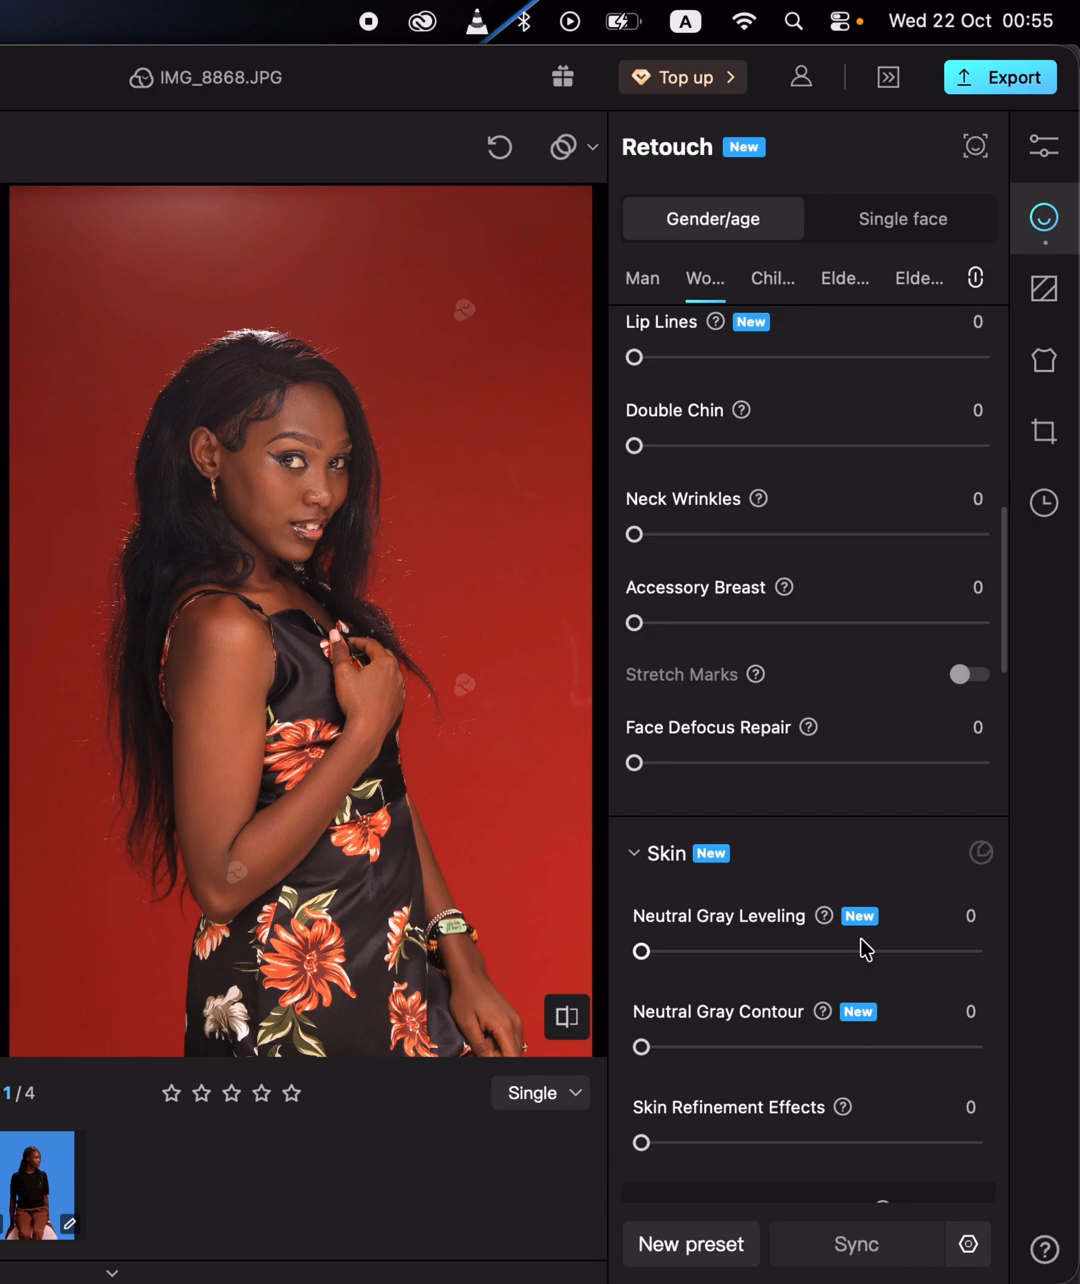 A
Wed 22 Oct 00:55
IMG_8868.JPG
Top up
Export
Retouch New
Gender/age
Single face
Man
Wo...
Chil...
Elde...
Elde...
Lip Lines ? New 0
Double Chin ? 0
Neck Wrinkles ? 0
Accessory Breast ? 0
Stretch Marks ?
Face Defocus Repair ? 0
Skin New
Neutral Gray Leveling ? New 0
Neutral Gray Contour ? New 0
Skin Refinement Effects ? 0
1/4
Single
New preset
Sync
?